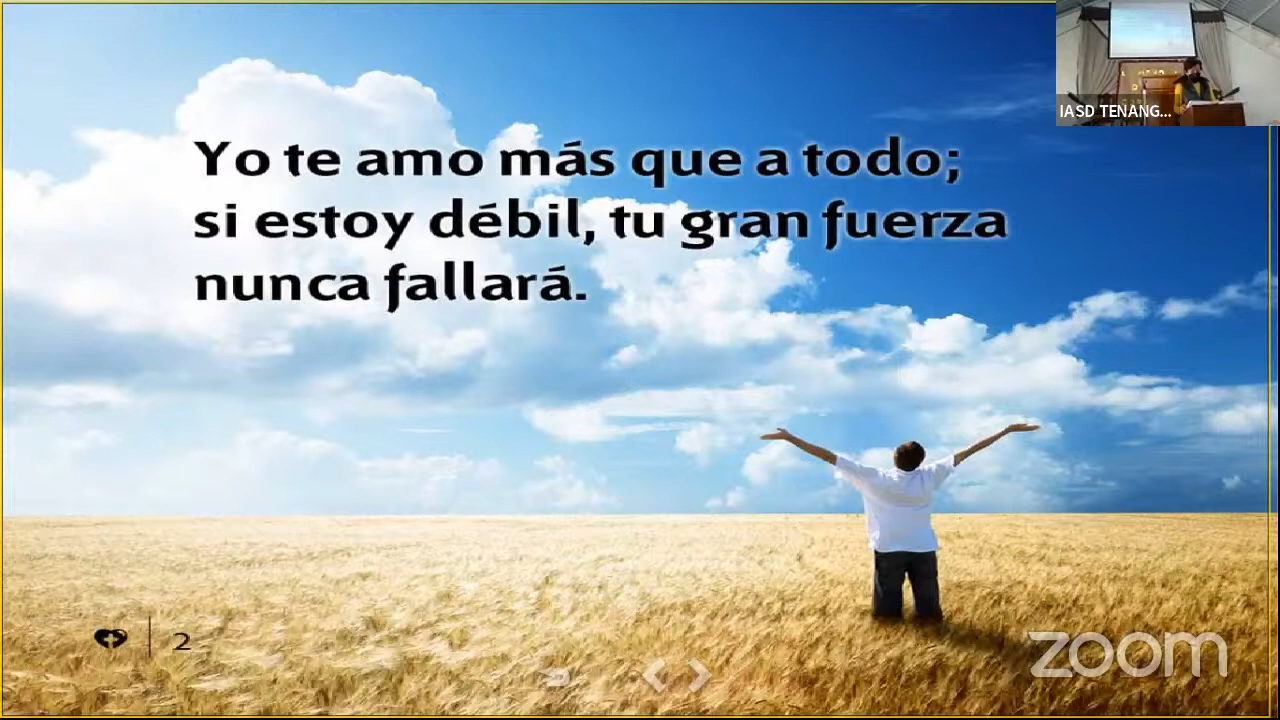 Yo te amo más que a todo;
si estoy débil, tu gran fuerza
nunca fallará.
IASD TENANG...
2
zoom